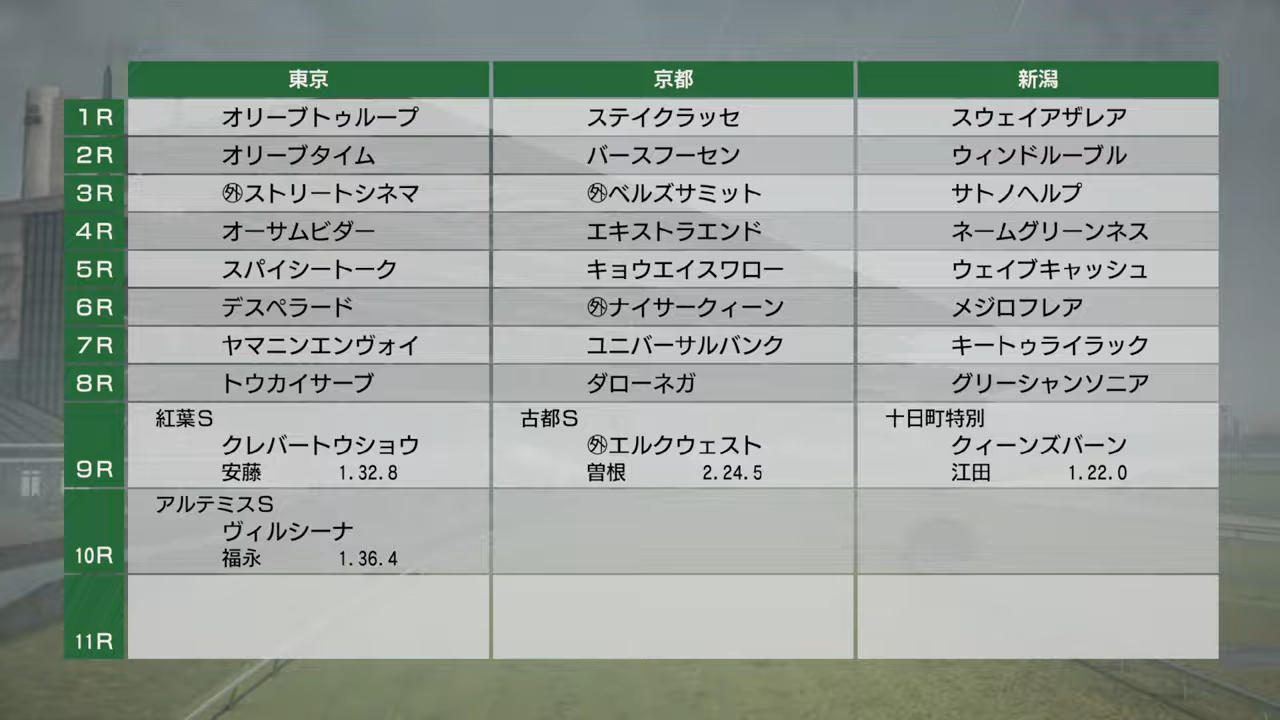 東京 京都 新潟
1R オリーブトゥループ ステイクラッセ スウェイアザレア
2R オリーブタイム バースフーセン ウィンドルーブル
3R ㊕ストリートシネマ ㊕ベルズサミット サトノヘルプ
4R オーサムビダー エキストラエンド ネームグリーンネス
5R スパイシートーク キョウエイスワロー ウェイブキャッシュ
6R デスペラード ㊕ナイサークィーン メジロフレア
7R ヤマニンエンヴォイ ユニバーサルバンク キートゥライラック
8R トウカイサーブ ダローネガ グリーシャンソニア
紅葉S 古都S 十日町特別
クレバートウショウ ㊕エルクウェスト クィーンズバーン
9R 安藤 1.32.8 曽根 2.24.5 江田 1.22.0
アルテミスS
ヴィルシーナ
10R 福永 1.36.4
11R